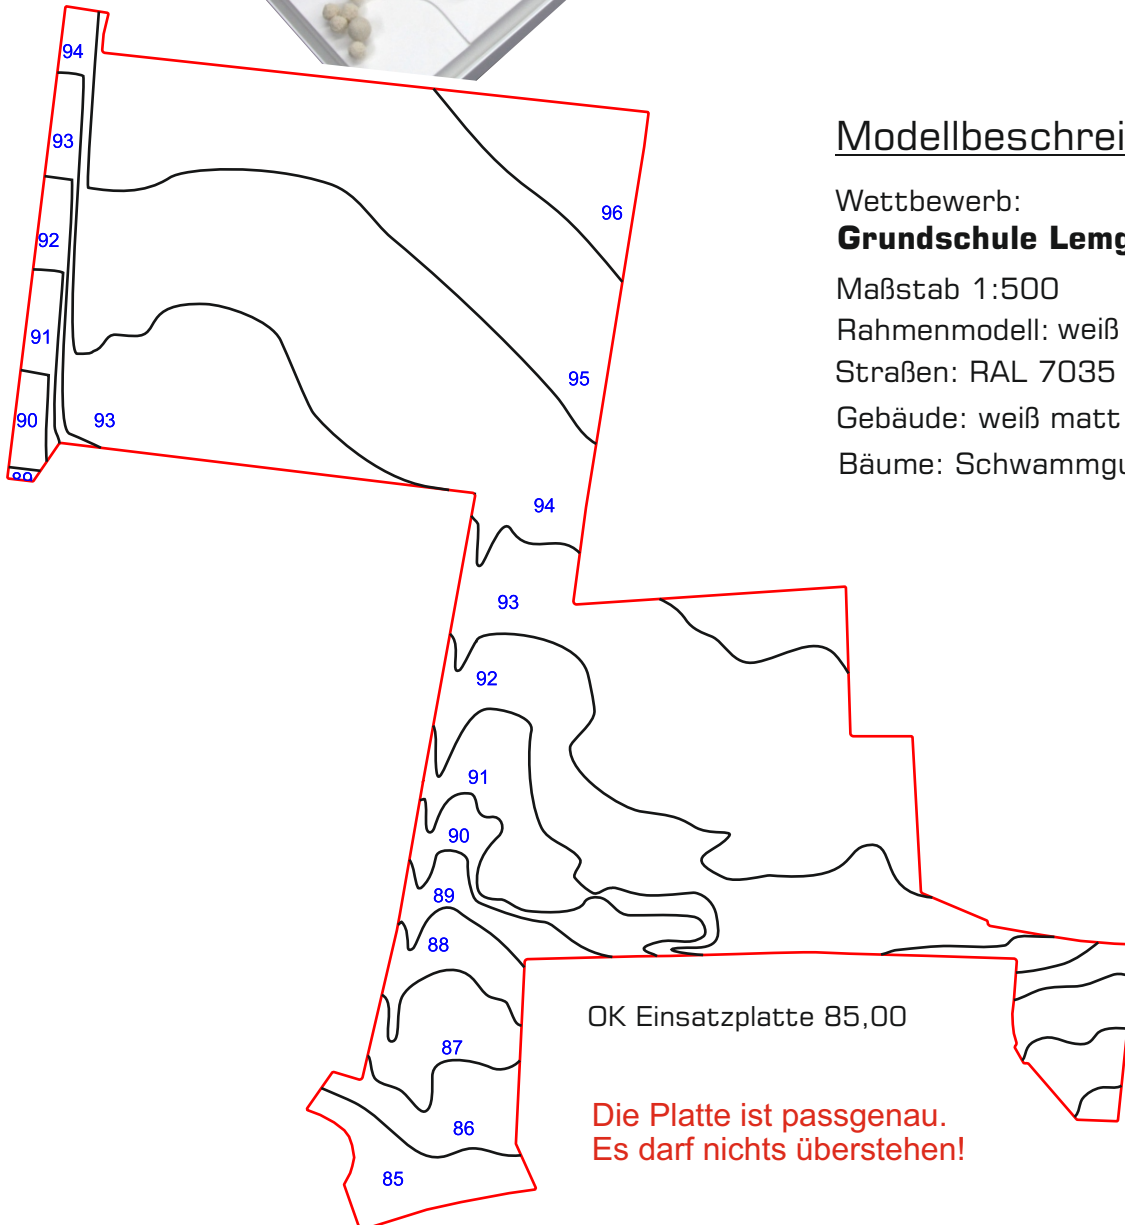 94
93
92
91
90
89
93
96
95
94
93
92
91
90
89
88
87
86
85
Modellbeschrei
Wettbewerb:
Grundschule Lemg
Maßstab 1:500
Rahmenmodell: weiß
Straßen: RAL 7035
Gebäude: weiß matt
Bäume: Schwammgu
OK Einsatzplatte 85,00
Die Platte ist passgenau.
Es darf nichts überstehen!